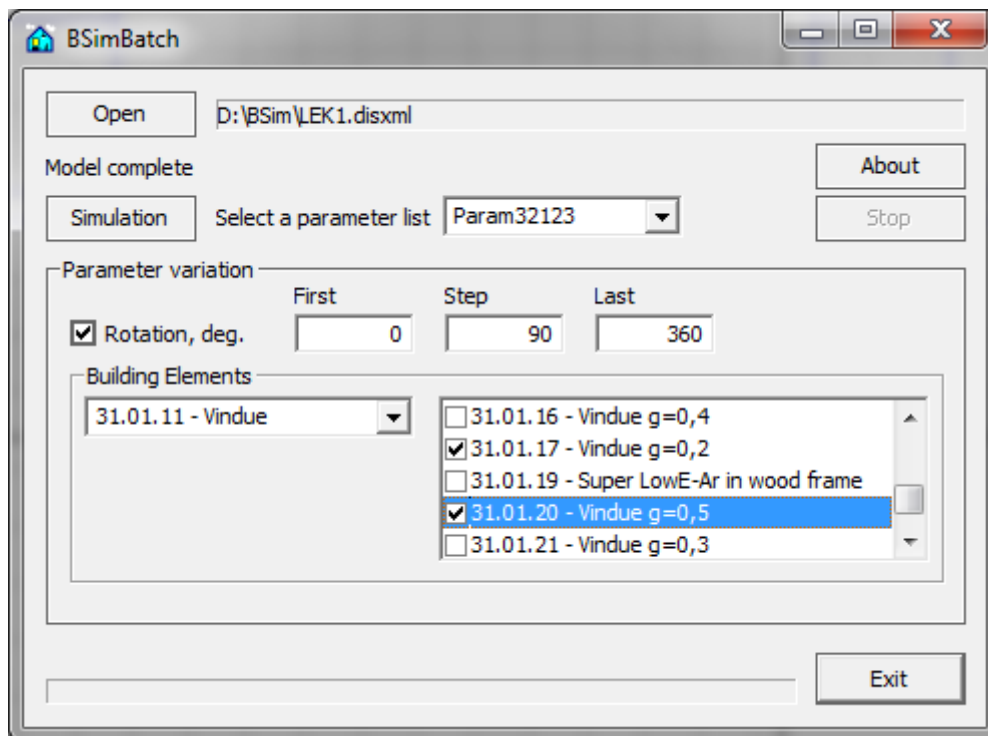 BSimBatch
Open D:\BSim\LEK1.disxml
Model complete About
Simulation Select a parameter list Param32123 Stop
Parameter variation
First Step Last
Rotation, deg. 0 90 360
Building Elements
31.01.11 - Vindue
31.01.16 - Vindue g=0,4
31.01.17 - Vindue g=0,2
31.01.19 - Super LowE-Ar in wood frame
31.01.20 - Vindue g=0,5
31.01.21 - Vindue g=0,3
Exit